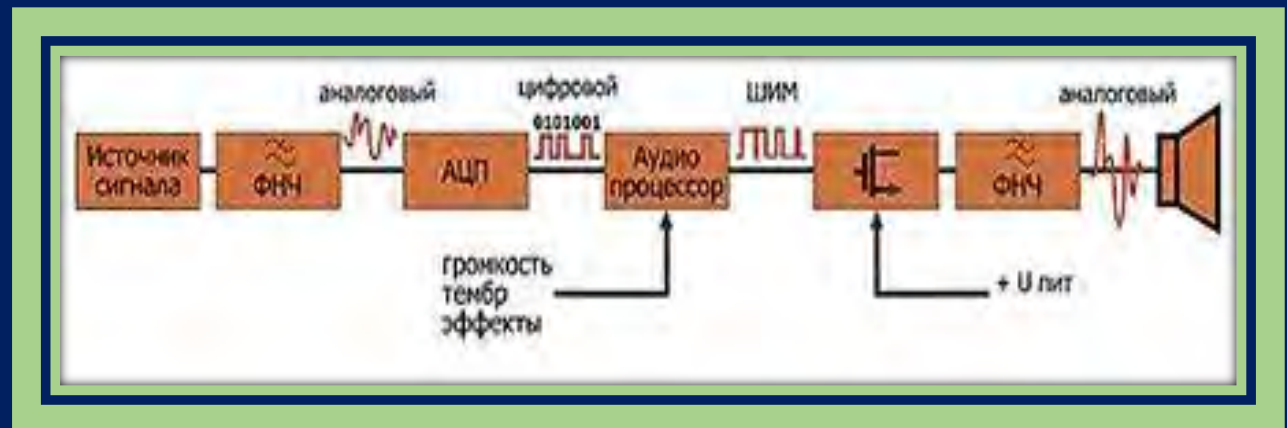 аналоговый
цифровой
ШИМ
аналоговый
0101001
Источник
сигнала
ФНЧ
АЦП
Аудио
процессор
ФНЧ
громкость
тембр
эффекты
+ U пит